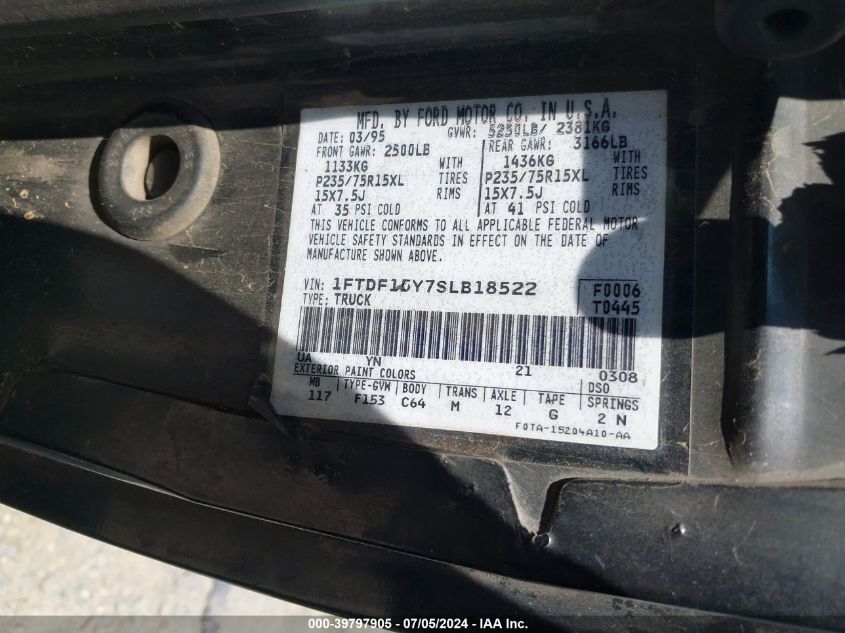 MFD. BY FORD MOTOR CO. IN U.S.A.
DATE: 03/95 GVWR: 5250LB/ 2381KG
FRONT GAWR: 2500LB REAR GAWR: 3166LB
1133KG WITH 1436KG WITH
P235/75R15XL TIRES P235/75R15XL TIRES
15X7.5J RIMS 15X7.5J RIMS
AT 35 PSI COLD AT 41 PSI COLD
THIS VEHICLE CONFORMS TO ALL APPLICABLE FEDERAL MOTOR
VEHICLE SAFETY STANDARDS IN EFFECT ON THE DATE OF
MANUFACTURE SHOWN ABOVE.
VIN: 1FTDF15Y7SLB18522 F0006
TYPE: TRUCK T0445
UA YN 21 0308
EXTERIOR PAINT COLORS DSO
WB TYPE-GVM BODY TRANS AXLE TAPE SPRINGS
117 F153 C64 M 12 G 2 N
F0TA-15204A10-AA
000-39797905 - 07/05/2024 - IAA Inc.